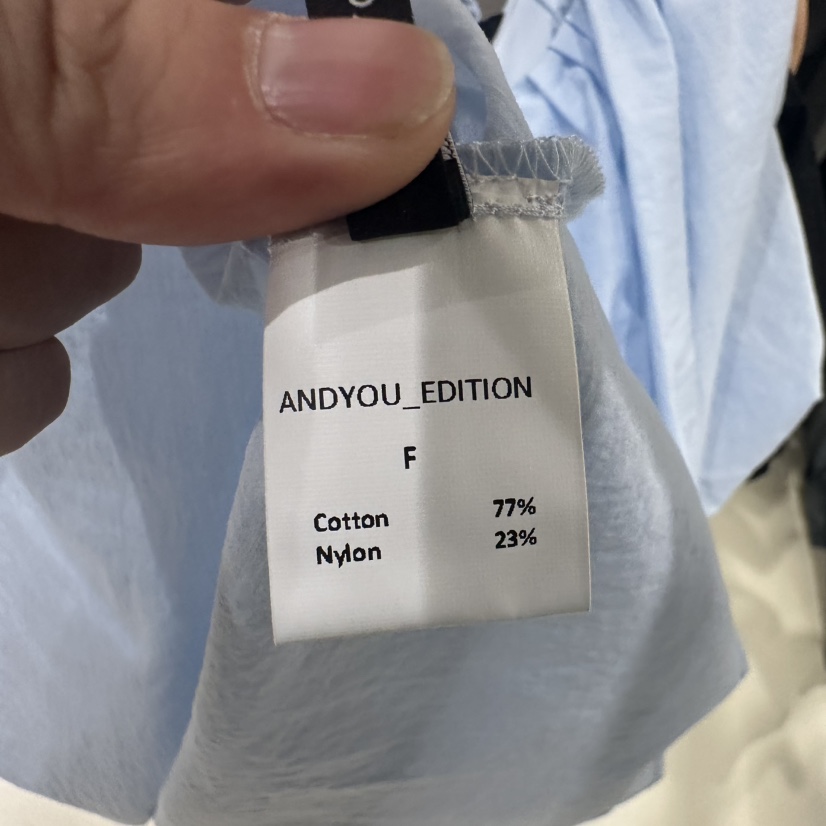 ANDYOU_EDITION
F
Cotton 77%
Nylon 23%